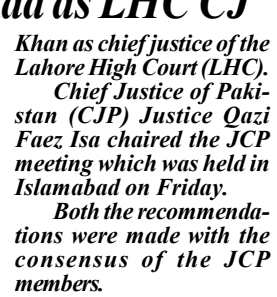 as LHC CJ
Khan as chief justice of the
Lahore High Court (LHC).
Chief Justice of Paki-
stan (CJP) Justice Qazi
Faez Isa chaired the JCP
meeting which was held in
Islamabad on Friday.
Both the recommenda-
tions were made with the
consensus of the JCP
members.